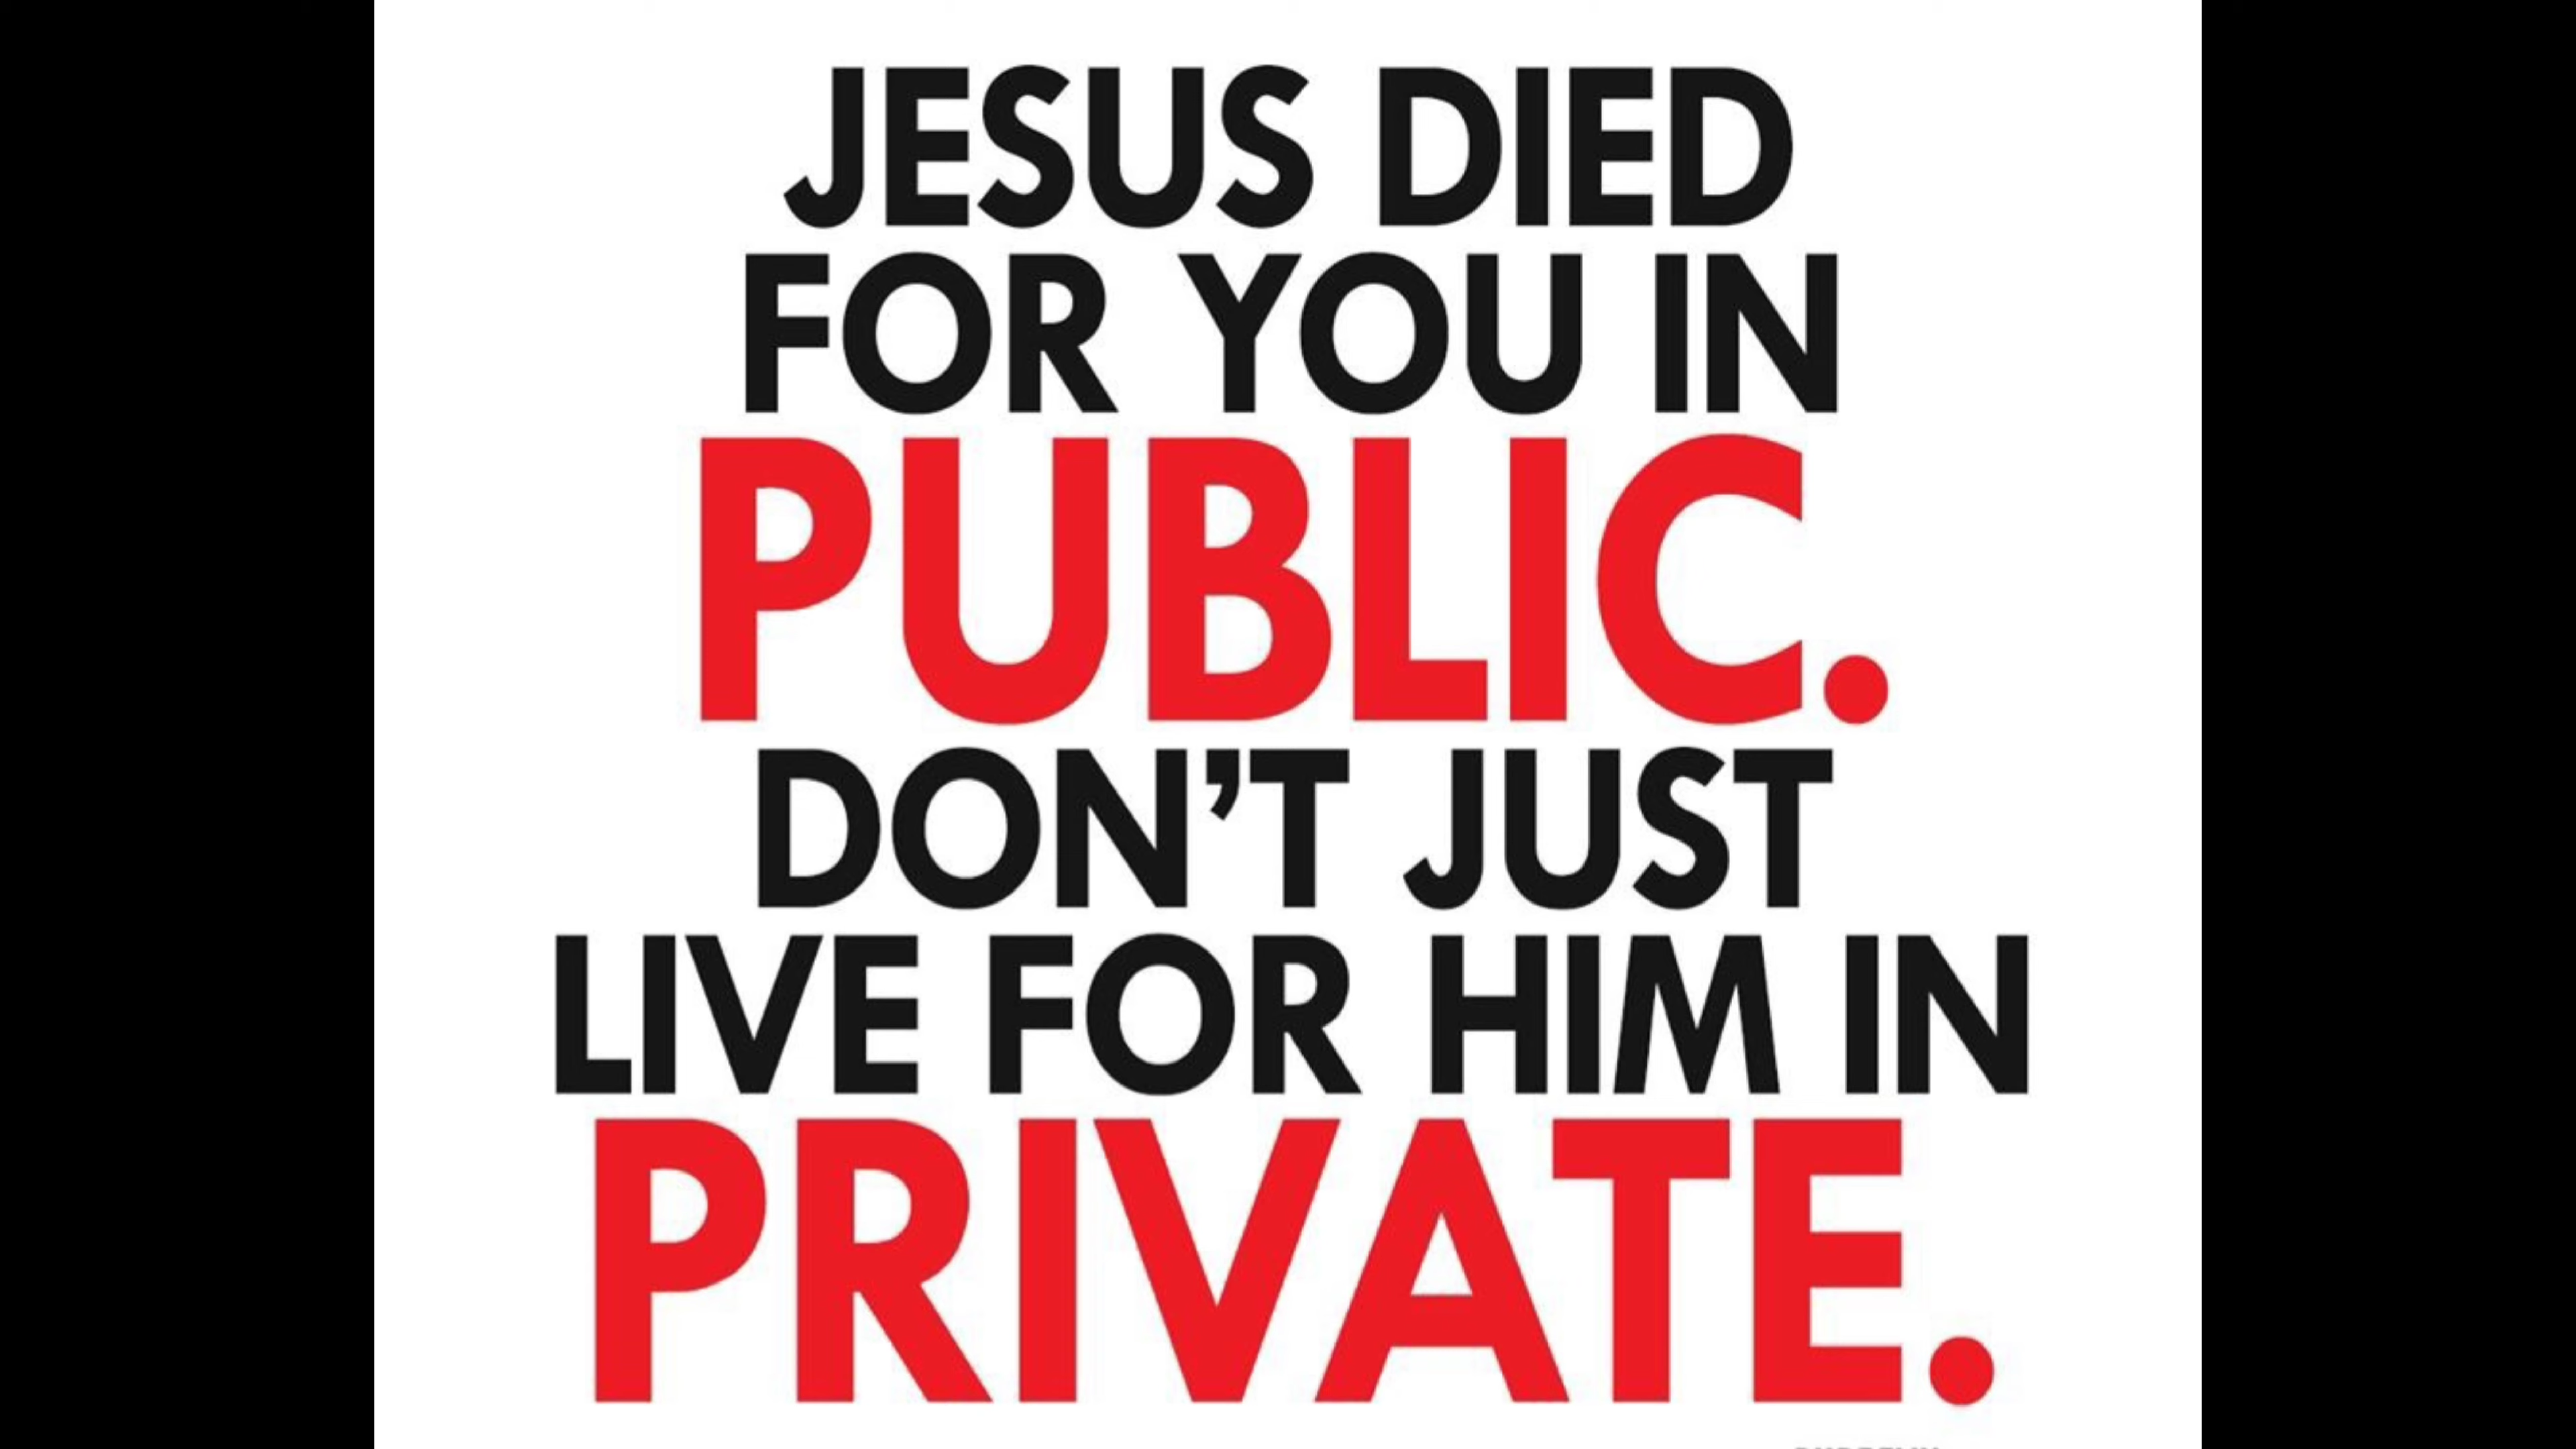 JESUS DIED
FOR YOU IN
PUBLIC.
DON'T JUST
LIVE FOR HIM IN
PRIVATE.